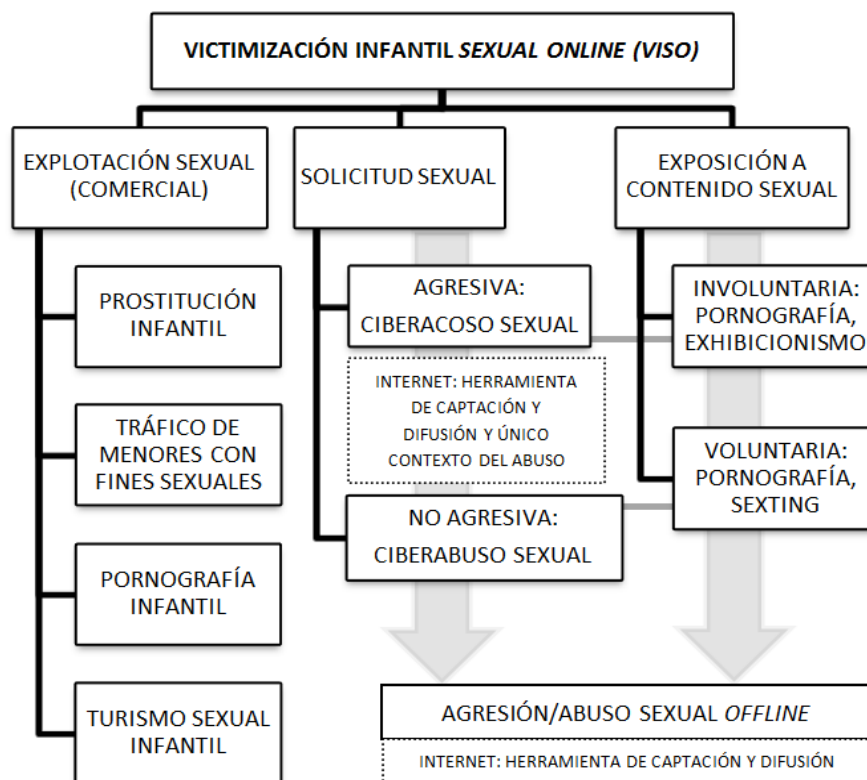 VICTIMIZACIÓN INFANTIL SEXUAL ONLINE (VISO)
EXPLOTACIÓN SEXUAL
(COMERCIAL)
PROSTITUCIÓN
INFANTIL
TRÁFICO DE
MENORES CON
FINES SEXUALES
PORNOGRAFÍA
INFANTIL
TURISMO SEXUAL
INFANTIL
SOLICITUD SEXUAL
AGRESIVA:
CIBERACOSO SEXUAL
INTERNET: HERRAMIENTA
DE CAPTACIÓN Y
DIFUSIÓN Y ÚNICO
CONTEXTO DEL ABUSO
NO AGRESIVA:
CIBERABUSO SEXUAL
EXPOSICIÓN A
CONTENIDO SEXUAL
INVOLUNTARIA:
PORNOGRAFÍA,
EXHIBICIONISMO
VOLUNTARIA:
PORNOGRAFÍA,
SEXTING
AGRESIÓN/ABUSO SEXUAL OFFLINE
INTERNET: HERRAMIENTA DE CAPTACIÓN Y DIFUSIÓN